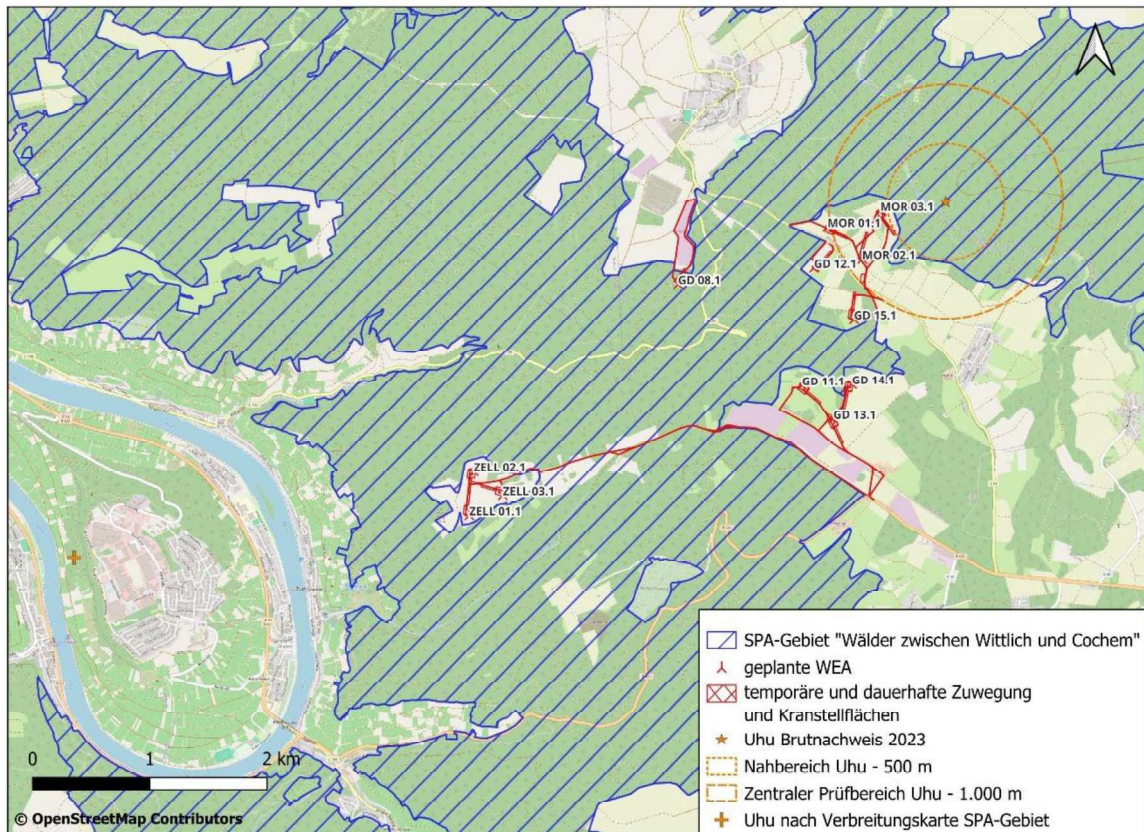 MOR 03.1
MOR 01.1
MOR 02.1
GD 12.1
GD 08.1
GD 15.1
GD 11.1
GD 14.1
GD 13.1
ZELL 02.1
ZELL 03.1
ZELL 01.1
SPA-Gebiet "Wälder zwischen Wittlich und Cochem"
geplante WEA
temporäre und dauerhafte Zuwegung
und Kranstellflächen
Uhu Brutnachweis 2023
Nahbereich Uhu - 500 m
Zentraler Prüfbereich Uhu - 1.000 m
Uhu nach Verbreitungskarte SPA-Gebiet
0 1 2 km
© OpenStreetMap Contributors